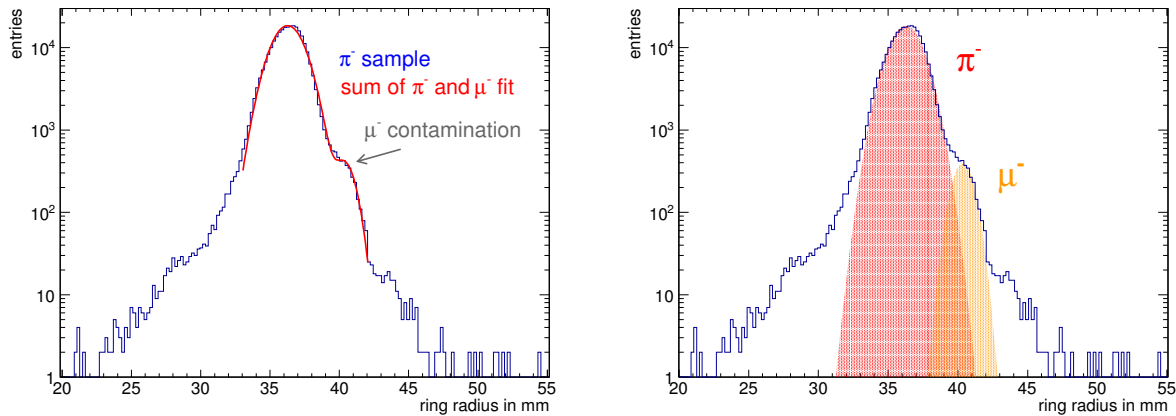 entries
10⁴
10³
10²
10
1
π⁻ sample
sum of π⁻ and μ⁻ fit
μ⁻ contamination
20 25 30 35 40 45 50 55
ring radius in mm
entries
10⁴
10³
10²
10
1
π⁻
μ⁻
20 25 30 35 40 45 50 55
ring radius in mm